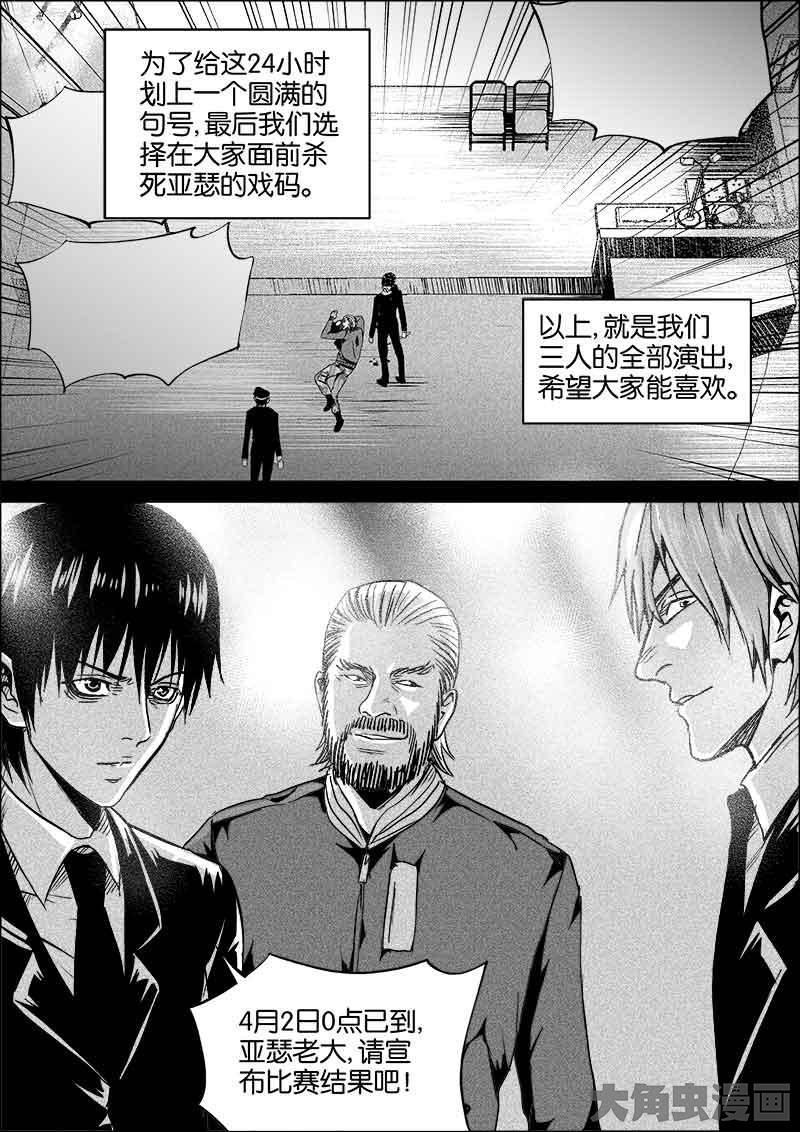 为了给这24小时
划上一个圆满的
句号,最后我们选
择在大家面前杀
死亚瑟的戏码。
以上,就是我们
三人的全部演出,
希望大家能喜欢。
4月2日0点已到,
亚瑟老大,请宣
布比赛结果吧!
大角虫漫画